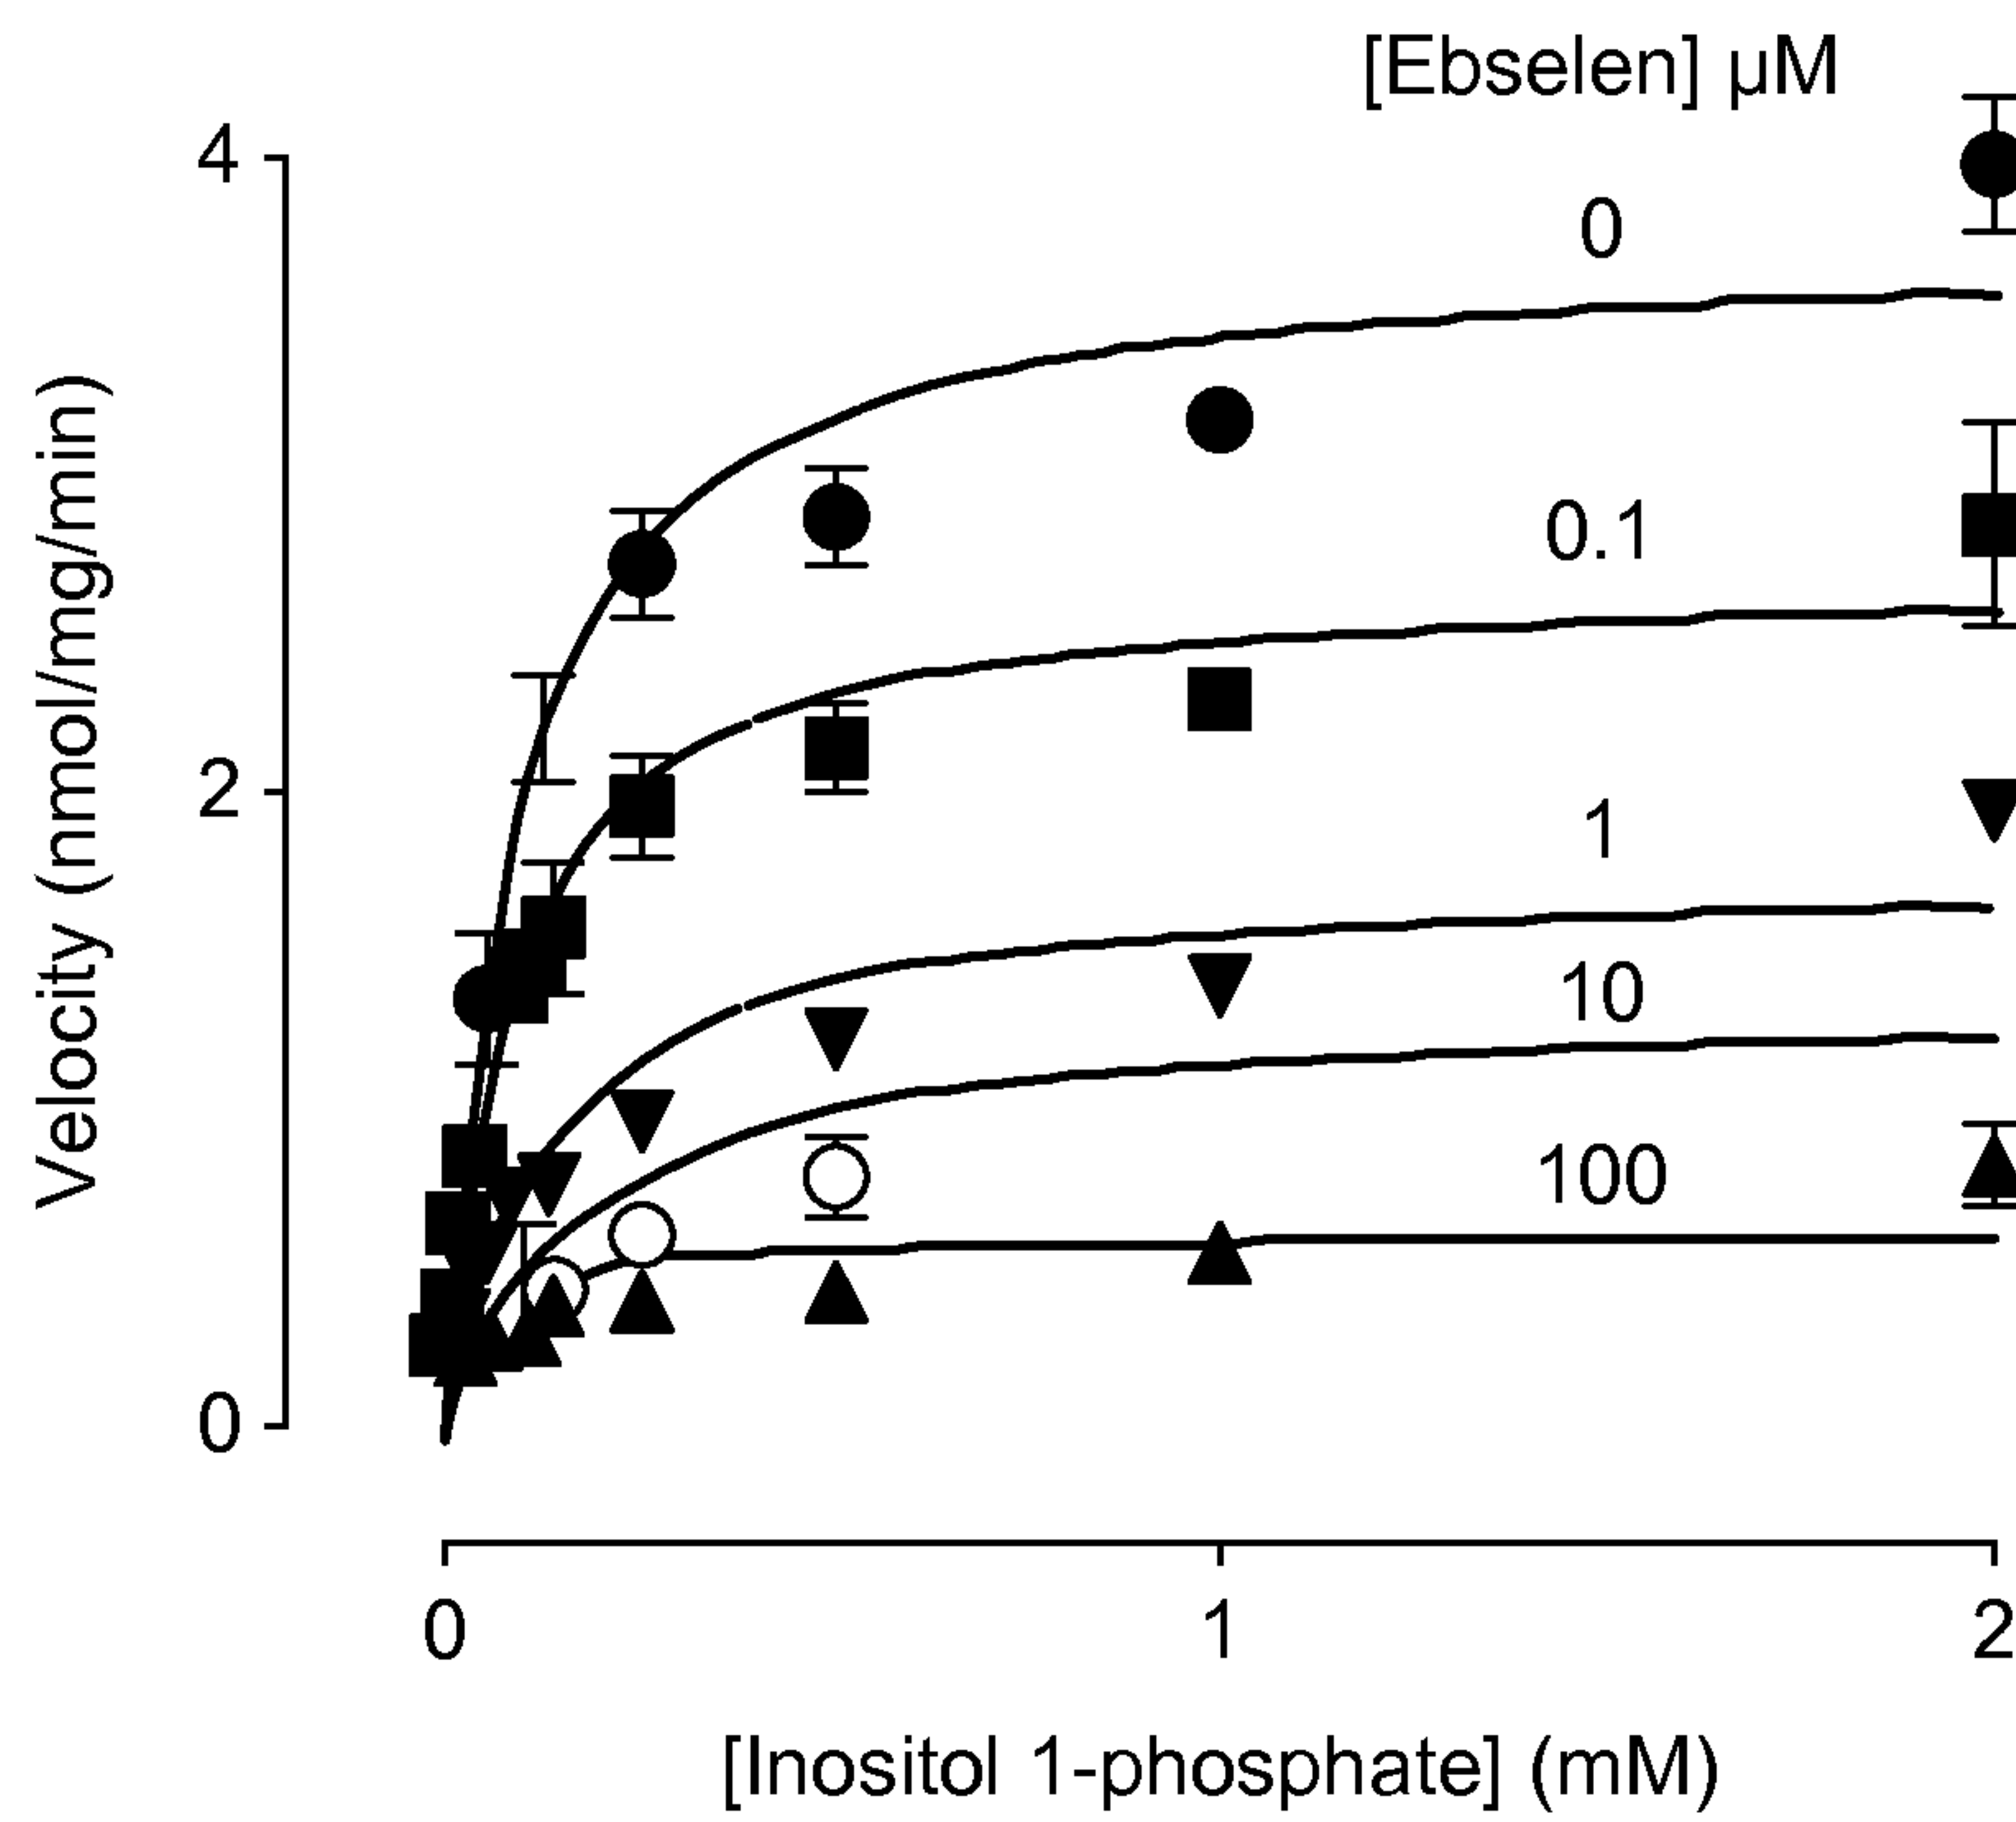 [Ebselen] µM
4
0
0.1
2
1
10
100
0
Velocity (nmol/mg/min)
0 1 2
[Inositol 1-phosphate] (mM)